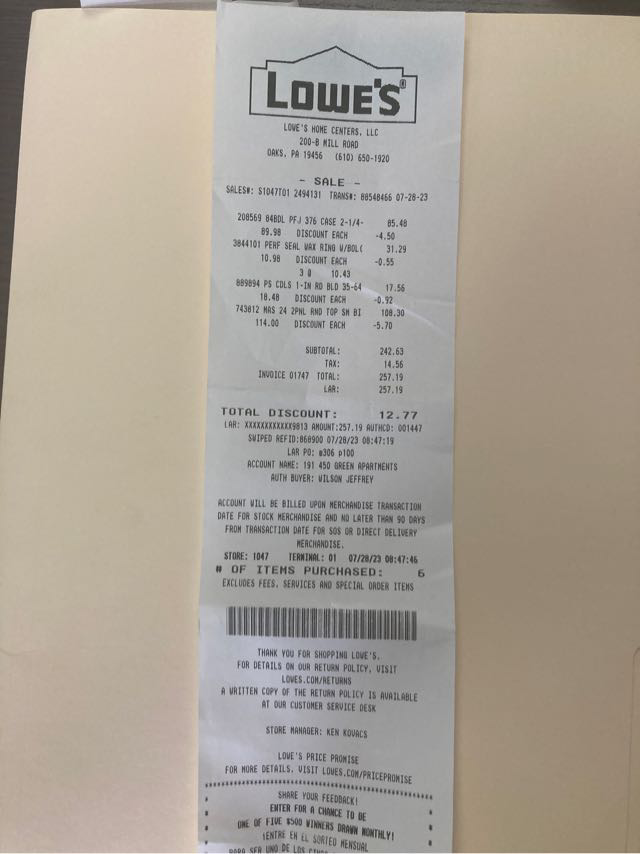 LOWE'S®
LOWE'S HOME CENTERS, LLC
200-B MILL ROAD
OAKS, PA 19456 (610) 650-1920
- SALE -
SALES#: S1047T01 2494131 TRANS#: 88548466 07-28-23
208569 84BDL PFJ 376 CASE 2-1/4- 85.48
89.98 DISCOUNT EACH -4.50
3844101 PERF SEAL WAX RING W/BOL( 31.29
10.98 DISCOUNT EACH -0.55
3 @ 10.43
889894 PS CDLS 1-IN RD BLD 35-64 17.56
18.48 DISCOUNT EACH -0.92
743812 MAS 24 2PNL RND TOP SM BI 108.30
114.00 DISCOUNT EACH -5.70
SUBTOTAL: 242.63
TAX: 14.56
INVOICE 01747 TOTAL: 257.19
LAR: 257.19
TOTAL DISCOUNT: 12.77
LAR: XXXXXXXXXXXX9813 AMOUNT:257.19 AUTHCD: 001447
SWIPED REFID:868900 07/28/23 08:47:19
LAR PO#: m306 p100
ACCOUNT NAME: 191 450 GREEN APARTMENTS
AUTH BUYER: WILSON JEFFREY
ACCOUNT WILL BE BILLED UPON MERCHANDISE TRANSACTION
DATE FOR STOCK MERCHANDISE AND NO LATER THAN 90 DAYS
FROM TRANSACTION DATE FOR SOS OR DIRECT DELIVERY
MERCHANDISE.
STORE: 1047 TERMINAL: 01 07/28/23 08:47:46
# OF ITEMS PURCHASED: 6
EXCLUDES FEES, SERVICES AND SPECIAL ORDER ITEMS
THANK YOU FOR SHOPPING LOWE'S.
FOR DETAILS ON OUR RETURN POLICY, VISIT
LOWES.COM/RETURNS
A WRITTEN COPY OF THE RETURN POLICY IS AVAILABLE
AT OUR CUSTOMER SERVICE DESK
STORE MANAGER: KEN KOVACS
LOWE'S PRICE PROMISE
FOR MORE DETAILS, VISIT LOWES.COM/PRICEPROMISE
SHARE YOUR FEEDBACK!
ENTER FOR A CHANCE TO BE
ONE OF FIVE $500 WINNERS DRAWN MONTHLY!
¡ENTRE EN EL SORTEO MENSUAL
PARA SER UNO DE LOS